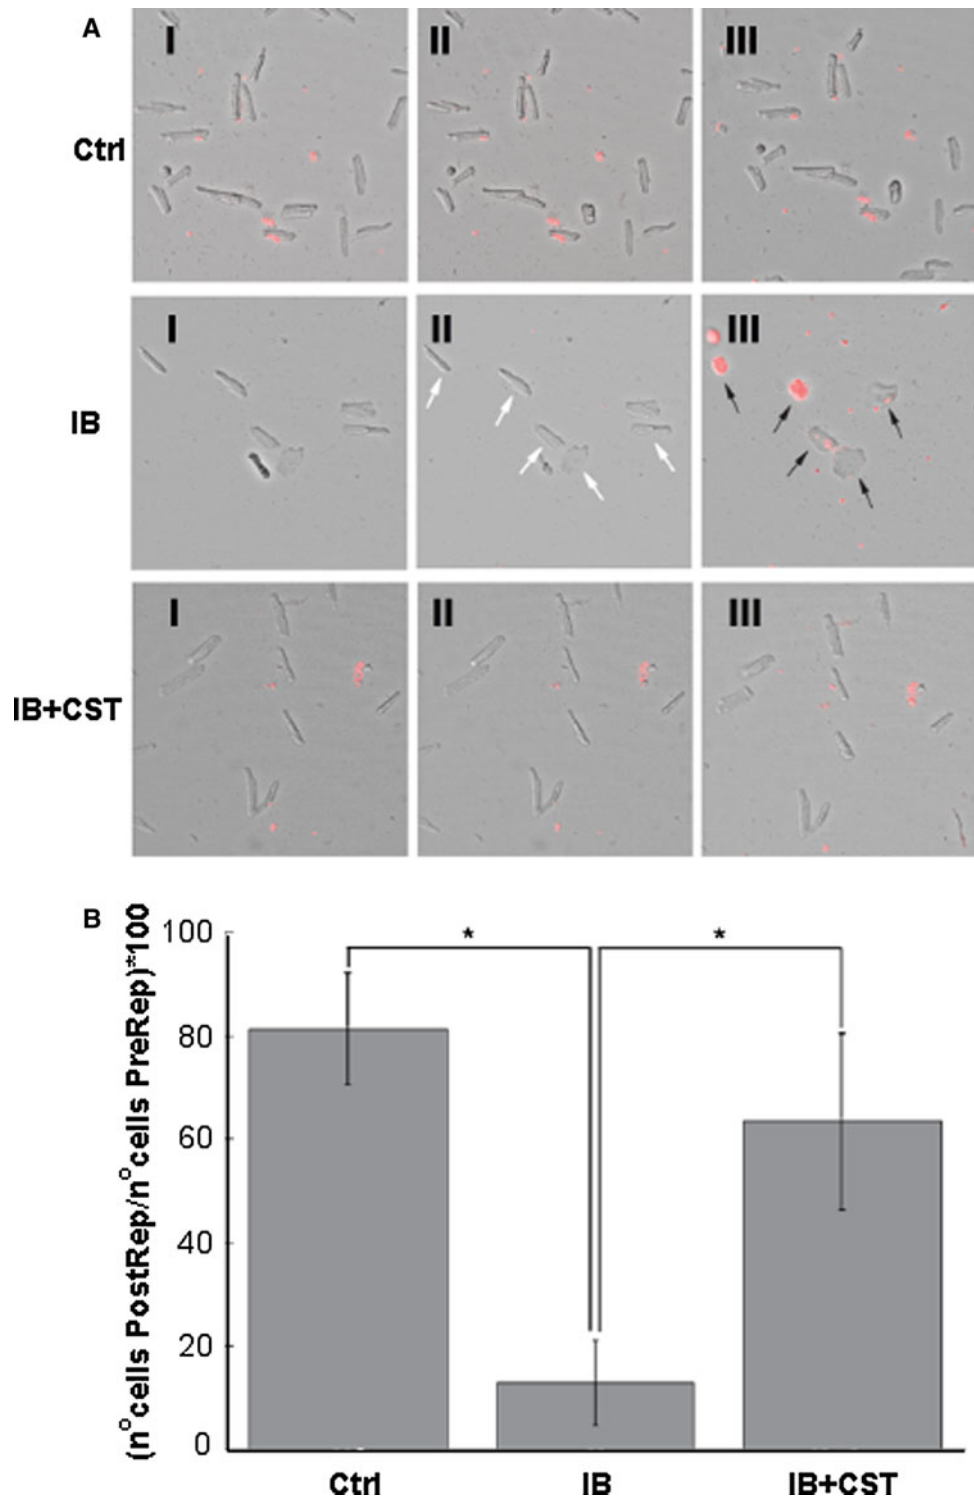 A
I
II
III
Ctrl
I
II
III
IB
I
II
III
IB+CST
B
(n°cells PostRep/n°cells PreRep)*100
100
80
60
40
20
0
*
*
Ctrl
IB
IB+CST